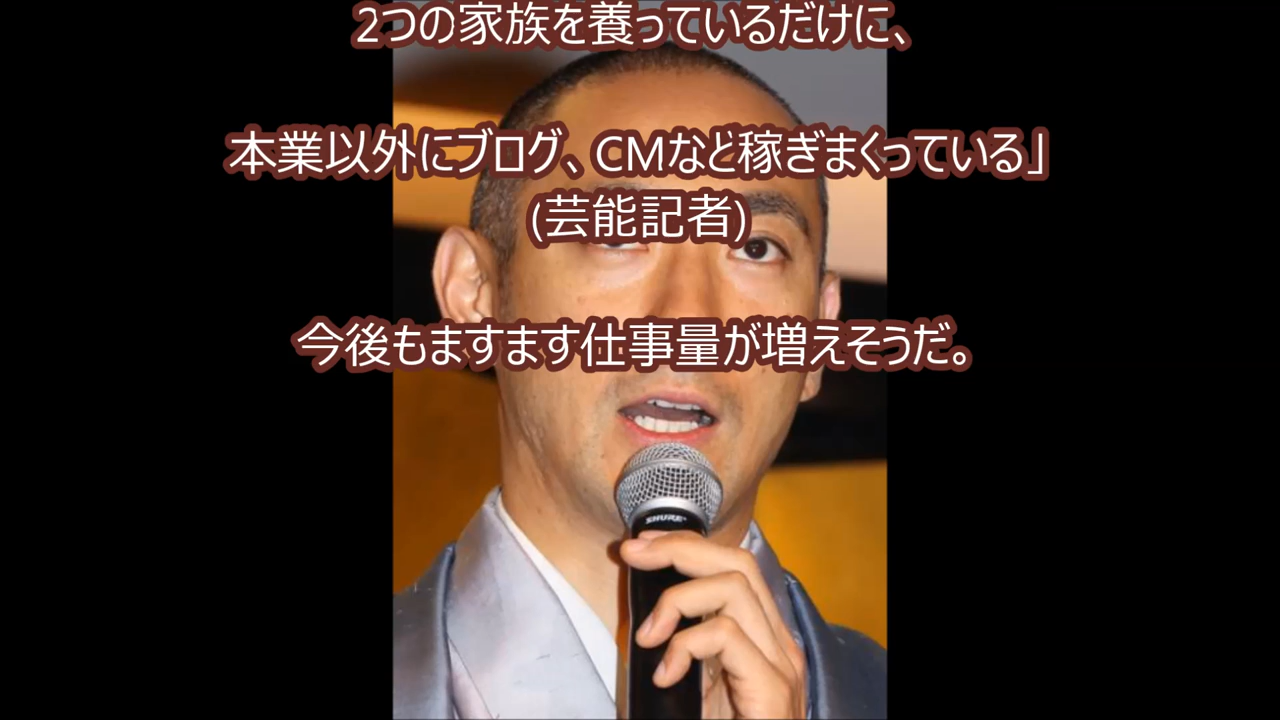 2つの家族を養っているだけに、
本業以外にブログ、CMなど稼ぎまくっている」
(芸能記者)
今後もますます仕事量が増えそうだ。
SHURE